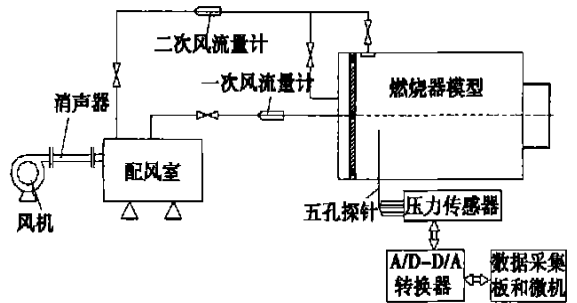 二次风流量计
一次风流量计
燃烧器模型
消声器
配风室
风机
五孔探针
压力传感器
A/D-D/A
转换器
数据采集
板和微机